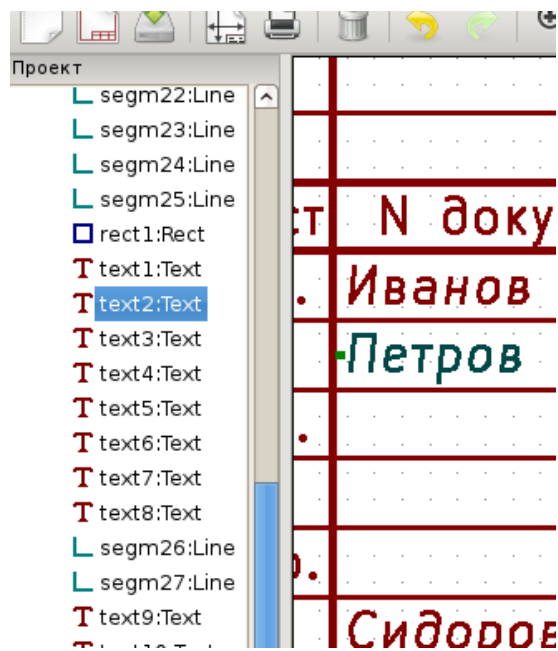 Проект
segm22:Line
segm23:Line
segm24:Line
segm25:Line
rect1:Rect
text1:Text
text2:Text
text3:Text
text4:Text
text5:Text
text6:Text
text7:Text
text8:Text
segm26:Line
segm27:Line
text9:Text
т N доку
. Иванов
Петров
.
.
Сидоров